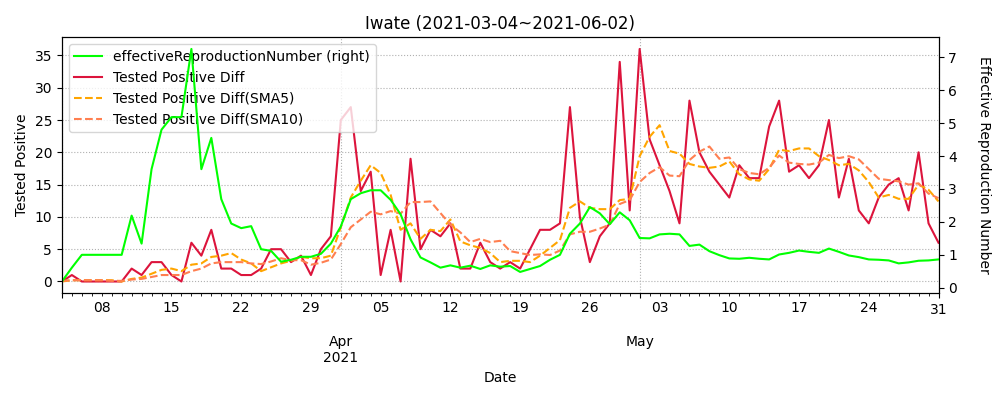 Iwate (2021-03-04~2021-06-02)
effectiveReproductionNumber (right)
Tested Positive Diff
Tested Positive Diff(SMA5)
Tested Positive Diff(SMA10)
Tested Positive
35
30
25
20
15
10
5
0
7
6
5
4
3
2
1
0
Effective Reproduction Number
08 15 22 29 05 12 19 26 03 10 17 24 31
Apr May
2021
Date